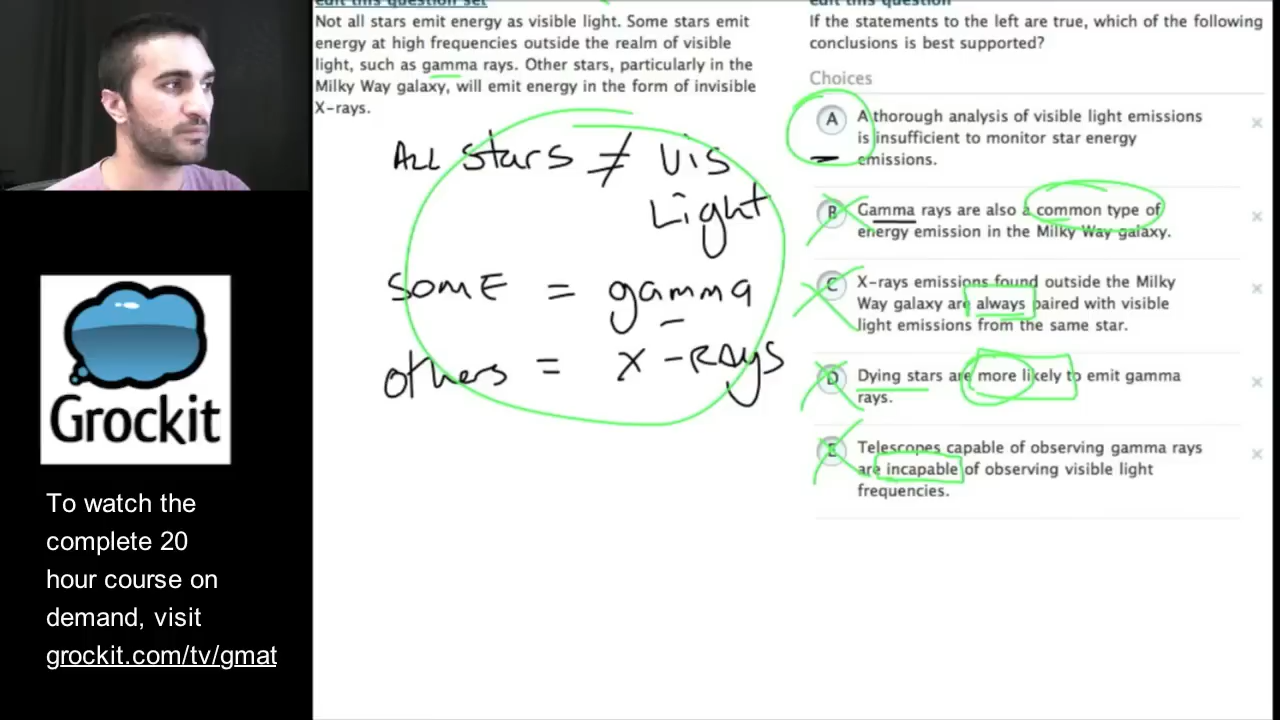 edit this question set
Not all stars emit energy as visible light. Some stars emit
energy at high frequencies outside the realm of visible
light, such as gamma rays. Other stars, particularly in the
Milky Way galaxy, will emit energy in the form of invisible
X-rays.
ALL stars ≠ Vis
Light
SOME = gamma
others = X-RAYS
edit this question
If the statements to the left are true, which of the following
conclusions is best supported?
Choices
A A thorough analysis of visible light emissions
is insufficient to monitor star energy
emissions.
B Gamma rays are also a common type of
energy emission in the Milky Way galaxy.
C X-rays emissions found outside the Milky
Way galaxy are always paired with visible
light emissions from the same star.
D Dying stars are more likely to emit gamma
rays.
E Telescopes capable of observing gamma rays
are incapable of observing visible light
frequencies.
Grockit
To watch the
complete 20
hour course on
demand, visit
grockit.com/tv/gmat